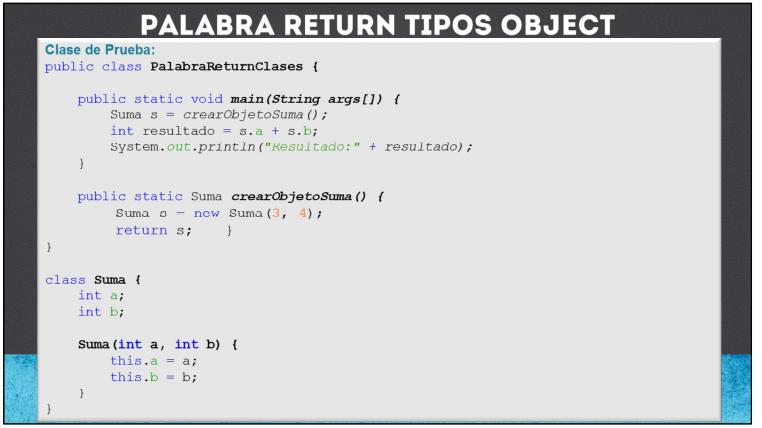 PALABRA RETURN TIPOS OBJECT
Clase de Prueba:
public class PalabraReturnClases {
public static void main(String args[]) {
Suma s = crearObjetoSuma();
int resultado = s.a + s.b;
System.out.println("Resultado:" + resultado);
}
public static Suma crearObjetoSuma() {
Suma s = new Suma(3, 4);
return s; }
}
class Suma {
int a;
int b;
Suma(int a, int b) {
this.a = a;
this.b = b;
}
}